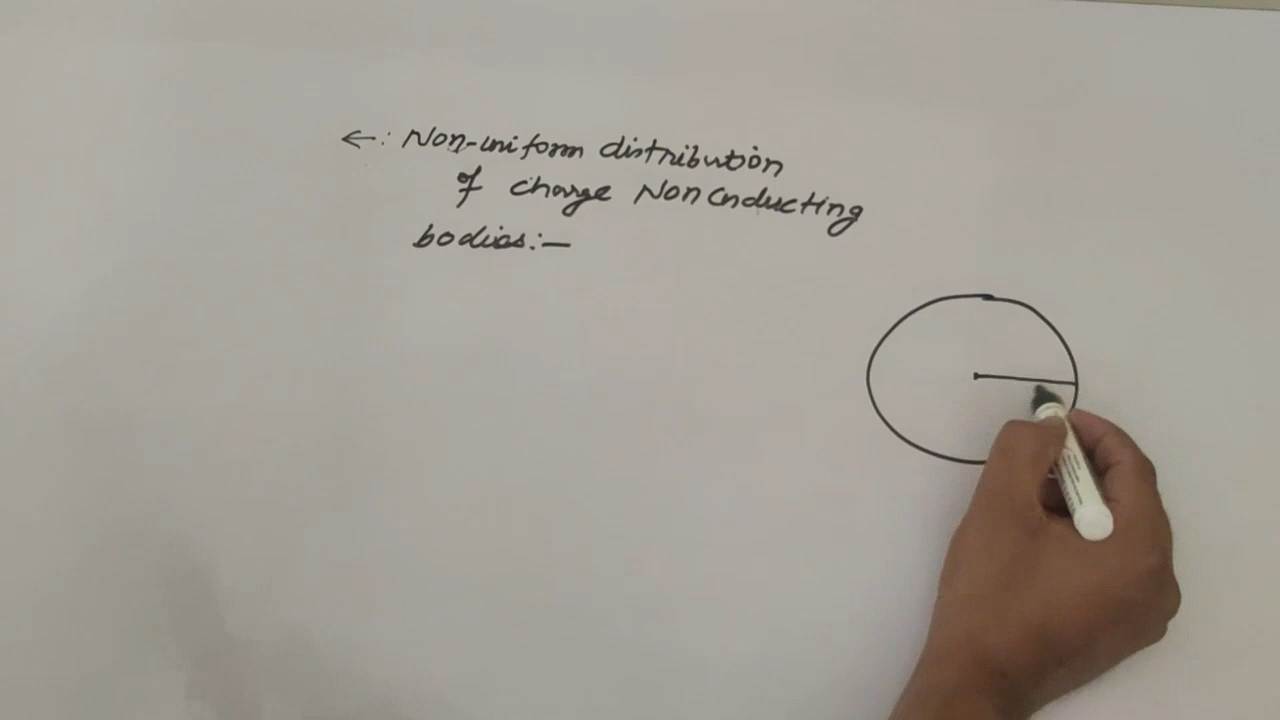 ←: Non-uniform distribution
of charge Nonconducting
bodies:—